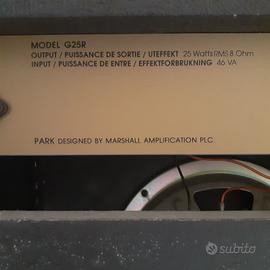 MODEL G25R
OUTPUT / PUISSANCE DE SORTIE / UTEFFEKT 25 Watts RMS 8 Ohm
INPUT / PUISSANCE DE ENTRE / EFFEKTFORBRUKNING 46 VA
PARK DESIGNED BY MARSHALL AMPLIFICATION PLC.
subito